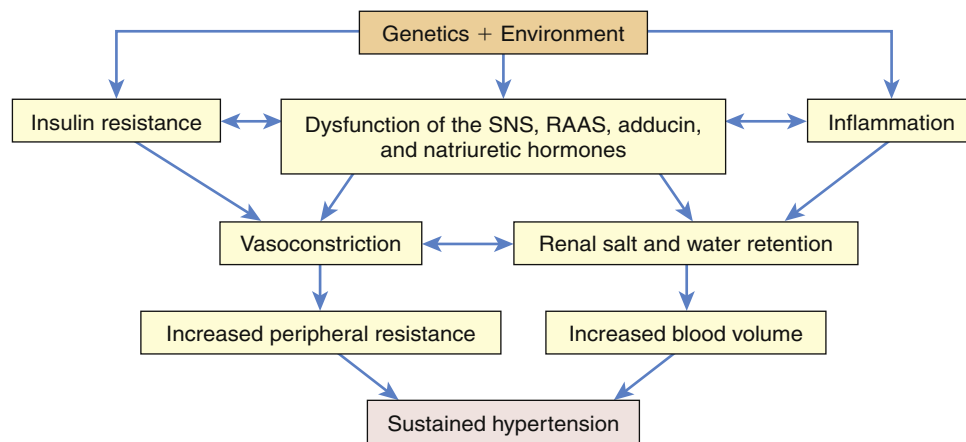 Genetics + Environment
Insulin resistance
Dysfunction of the SNS, RAAS, adducin,
and natriuretic hormones
Inflammation
Vasoconstriction
Renal salt and water retention
Increased peripheral resistance
Increased blood volume
Sustained hypertension